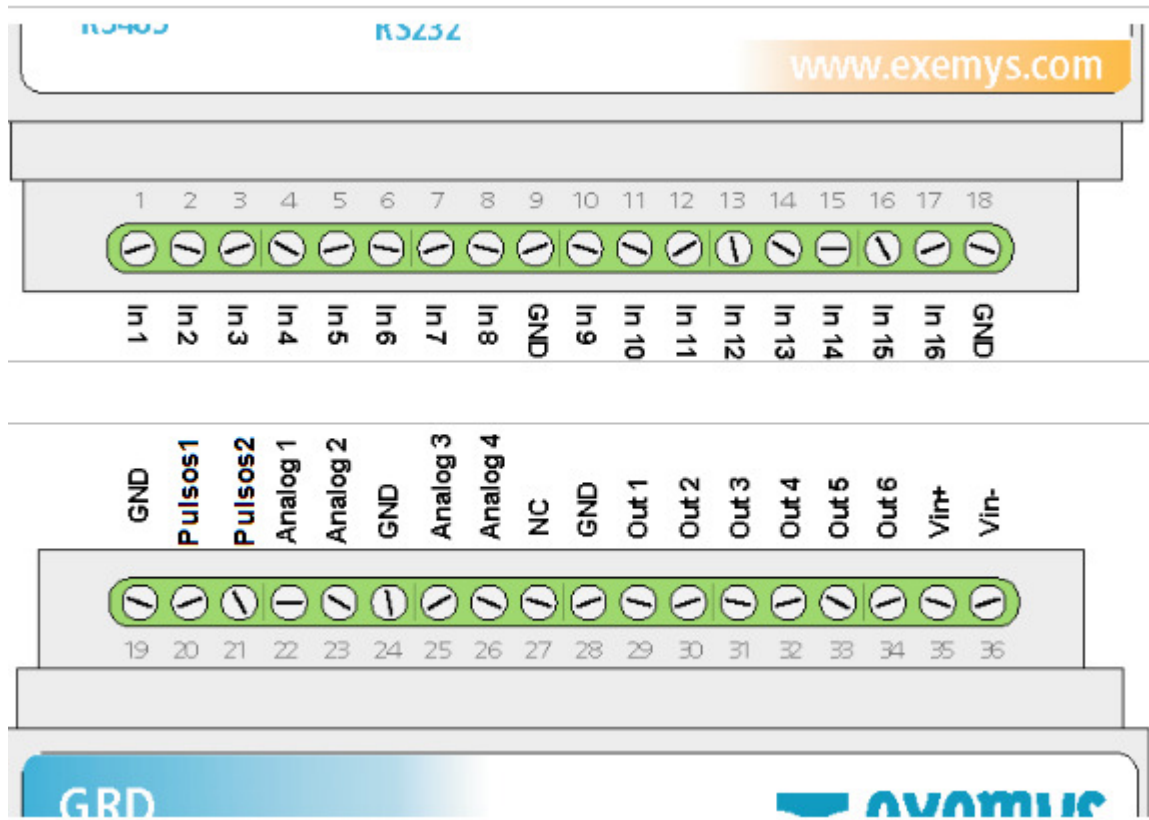 RS485 RS232
www.exemys.com
1 2 3 4 5 6 7 8 9 10 11 12 13 14 15 16 17 18
In 1 In 2 In 3 In 4 In 5 In 6 In 7 In 8 GND In 9 In 10 In 11 In 12 In 13 In 14 In 15 In 16 GND
GND Pulsos1 Pulsos2 Analog 1 Analog 2 GND Analog 3 Analog 4 NC GND Out 1 Out 2 Out 3 Out 4 Out 5 Out 6 Vin+ Vin-
19 20 21 22 23 24 25 26 27 28 29 30 31 32 33 34 35 36
GRD exemys